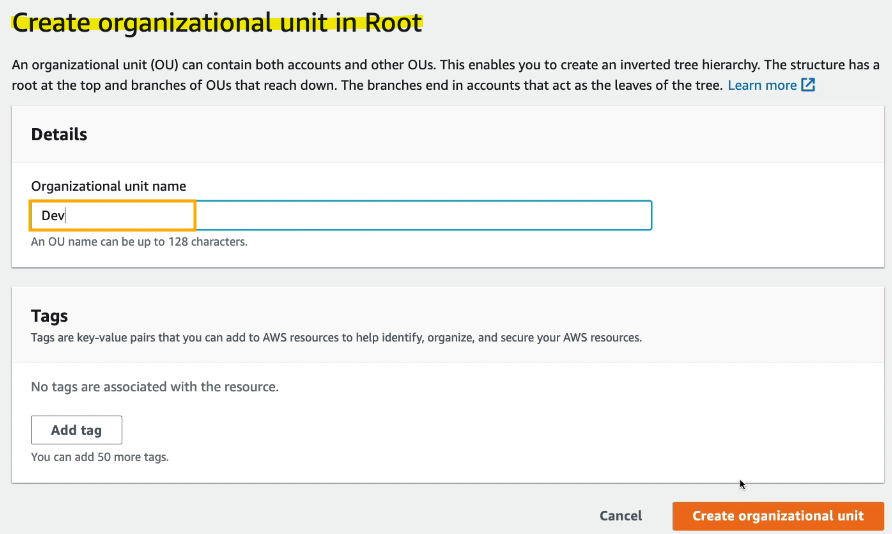 Create organizational unit in Root
An organizational unit (OU) can contain both accounts and other OUs. This enables you to create an inverted tree hierarchy. The structure has a
root at the top and branches of OUs that reach down. The branches end in accounts that act as the leaves of the tree. Learn more
Details
Organizational unit name
Dev
An OU name can be up to 128 characters.
Tags
Tags are key-value pairs that you can add to AWS resources to help identify, organize, and secure your AWS resources.
No tags are associated with the resource.
Add tag
You can add 50 more tags.
Cancel Create organizational unit